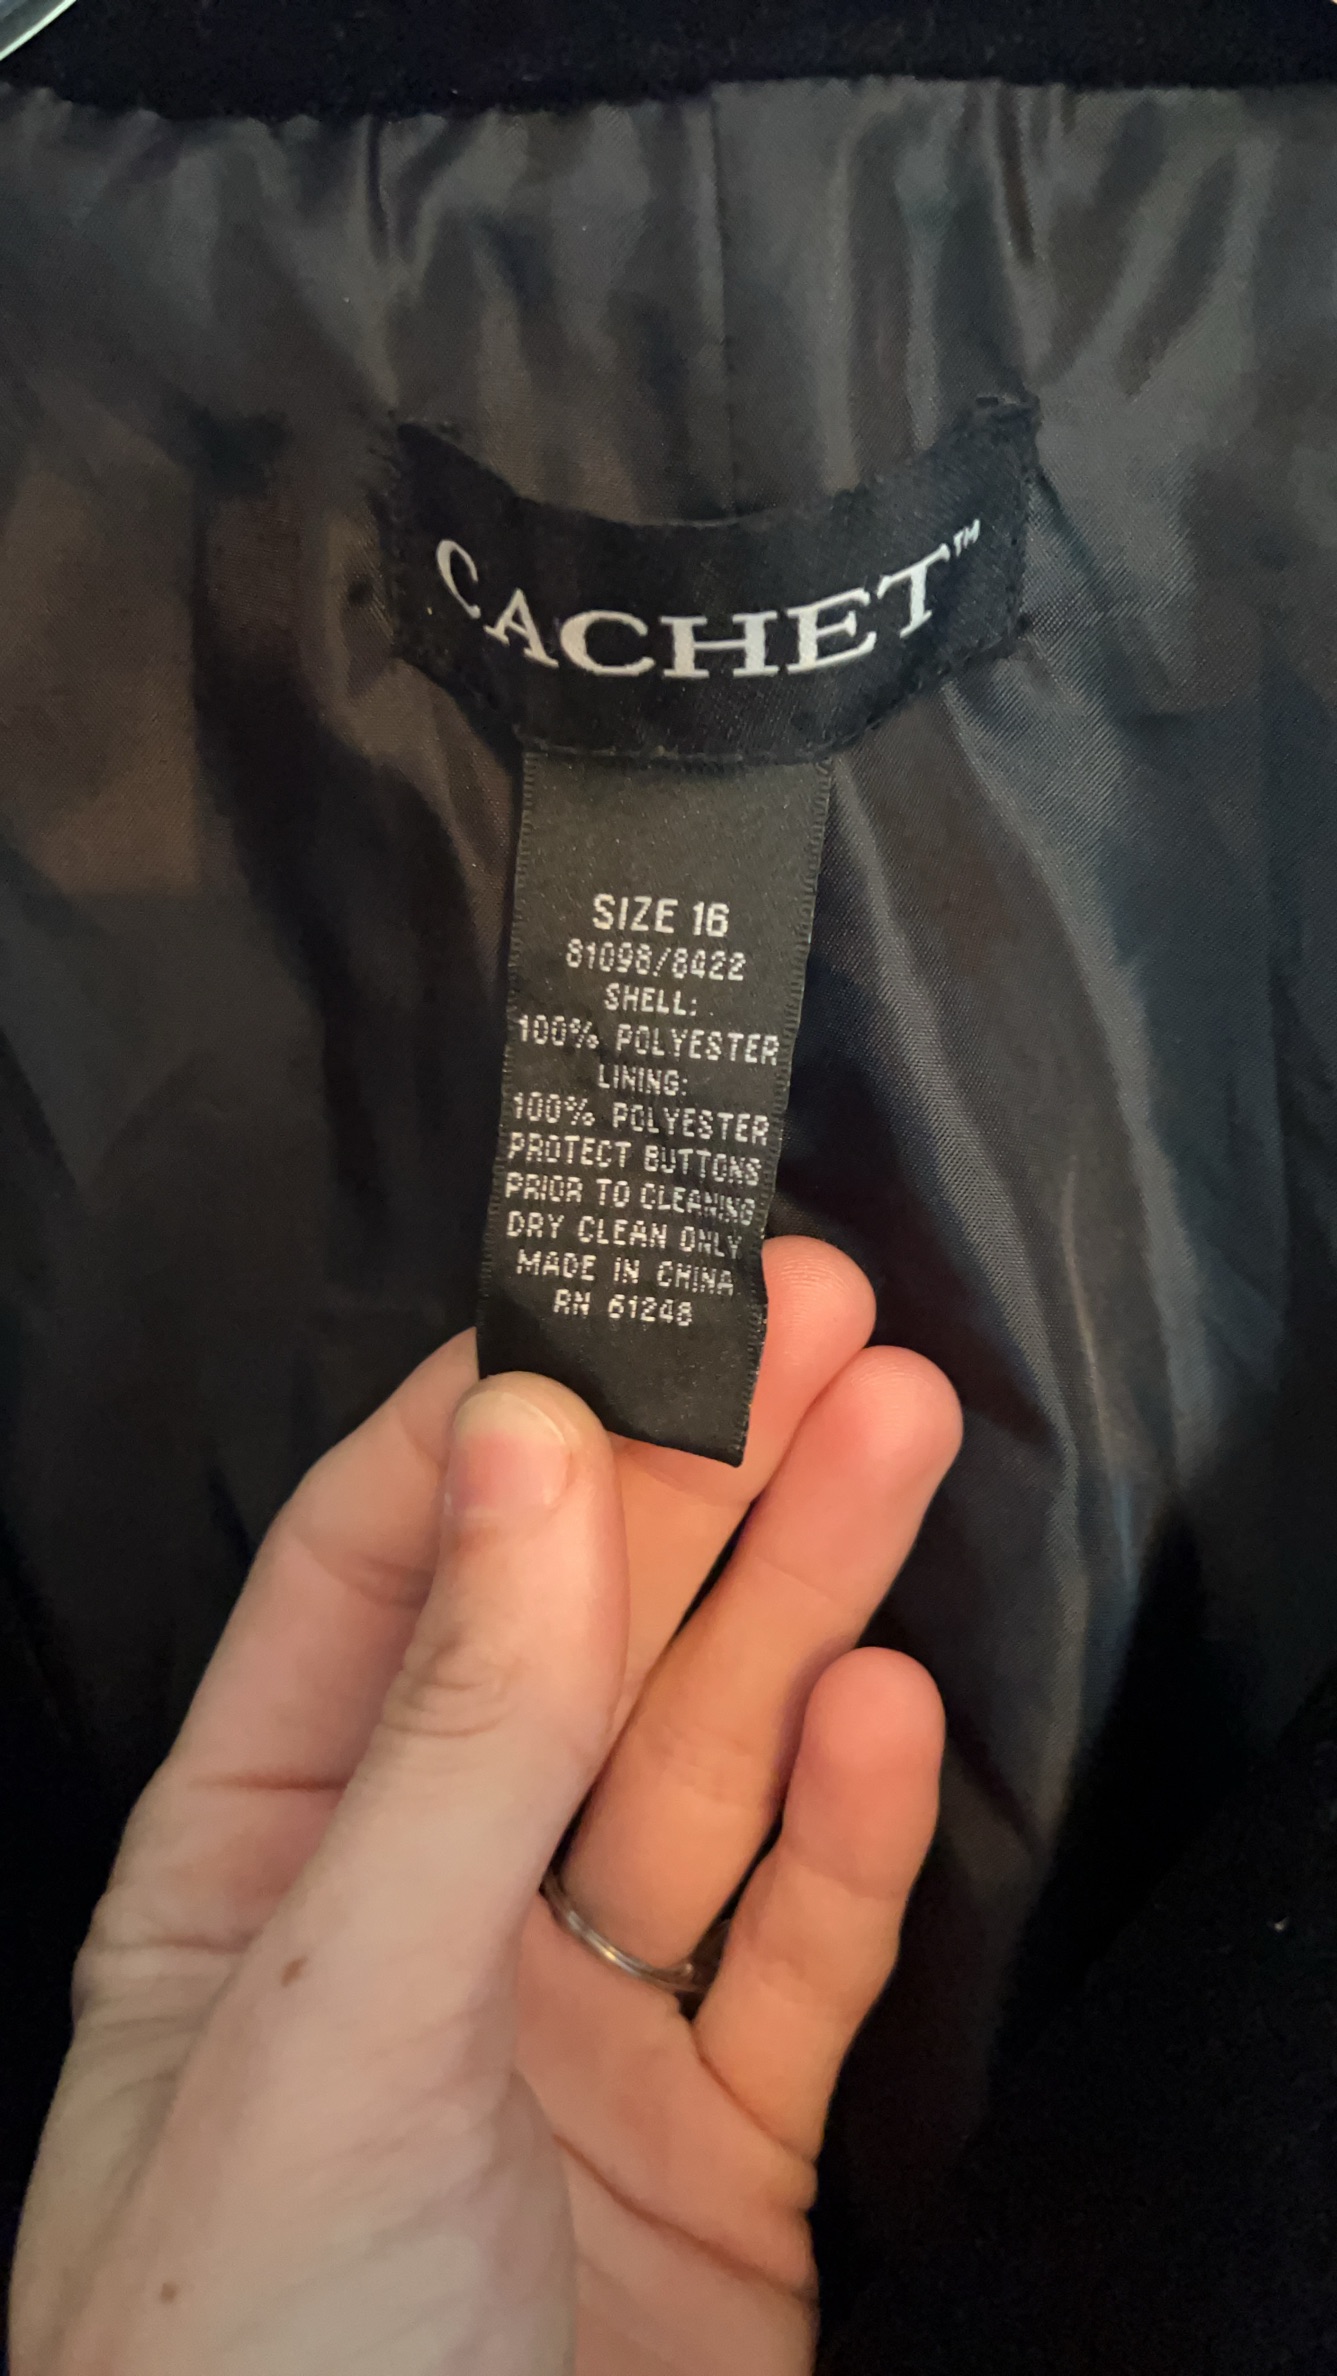 CACHET™
SIZE 16
81098/8422
SHELL:
100% POLYESTER
LINING:
100% POLYESTER
PROTECT BUTTONS
PRIOR TO CLEANING
DRY CLEAN ONLY
MADE IN CHINA
RN 61248